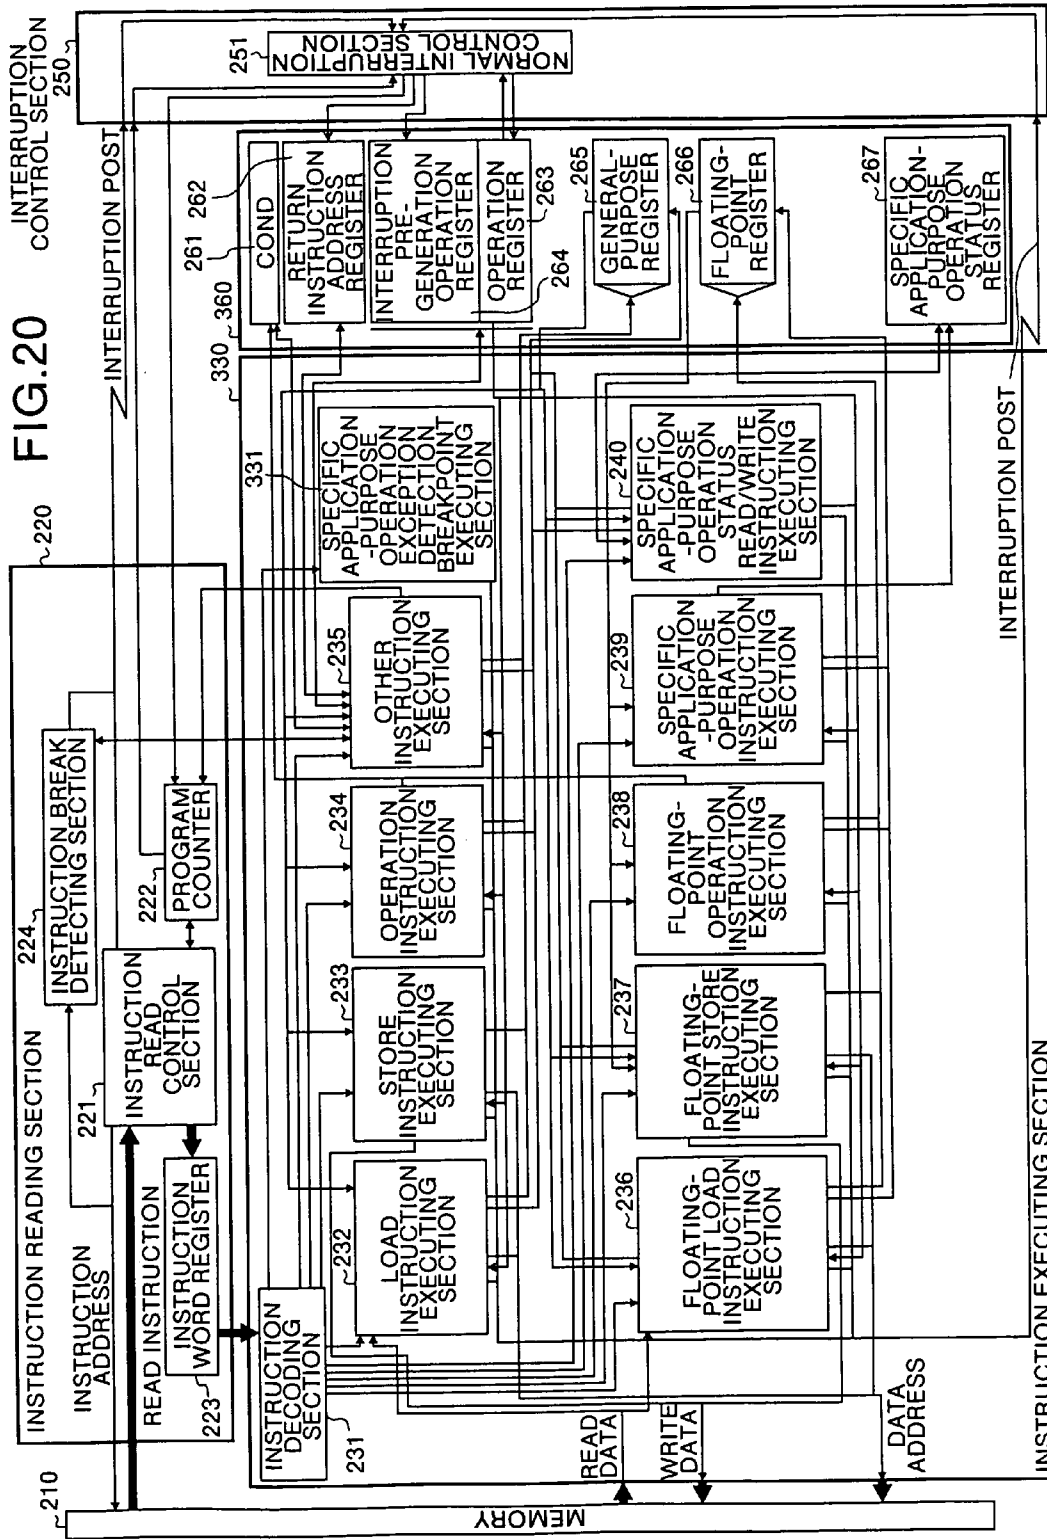 FIG.20
INTERRUPTION
CONTROL SECTION
250
INTERRUPTION POST
251
NORMAL INTERRUPTION
CONTROL SECTION
210
MEMORY
INSTRUCTION READING SECTION
220
INSTRUCTION
ADDRESS
READ INSTRUCTION
221
INSTRUCTION
READ
CONTROL
SECTION
222
PROGRAM
COUNTER
223
INSTRUCTION
WORD REGISTER
224
INSTRUCTION BREAK
DETECTING SECTION
330
360
INSTRUCTION
DECODING
SECTION
231
232
LOAD
INSTRUCTION
EXECUTING
SECTION
233
STORE
INSTRUCTION
EXECUTING
SECTION
234
OPERATION
INSTRUCTION
EXECUTING
SECTION
235
OTHER
INSTRUCTION
EXECUTING
SECTION
331
SPECIFIC
APPLICATION
-PURPOSE
OPERATION
EXCEPTION
DETECTION
BREAKPOINT
EXECUTING
SECTION
236
FLOATING-
POINT LOAD
INSTRUCTION
EXECUTING
SECTION
237
FLOATING-
POINT STORE
INSTRUCTION
EXECUTING
SECTION
238
FLOATING-
POINT
OPERATION
INSTRUCTION
EXECUTING
SECTION
239
SPECIFIC
APPLICATION
-PURPOSE
OPERATION
INSTRUCTION
EXECUTING
SECTION
240
SPECIFIC
APPLICATION
-PURPOSE
OPERATION
STATUS
READ/WRITE
INSTRUCTION
EXECUTING
SECTION
261
COND
262
RETURN
INSTRUCTION
ADDRESS
REGISTER
INTERRUPTION
PRE-
GENERATION
OPERATION
REGISTER
264
OPERATION
REGISTER
263
265
GENERAL-
PURPOSE
REGISTER
266
FLOATING-
POINT
REGISTER
267
SPECIFIC
APPLICATION-
PURPOSE
OPERATION
STATUS
REGISTER
READ
DATA
WRITE
DATA
DATA
ADDRESS
INTERRUPTION POST
INSTRUCTION EXECUTING SECTION